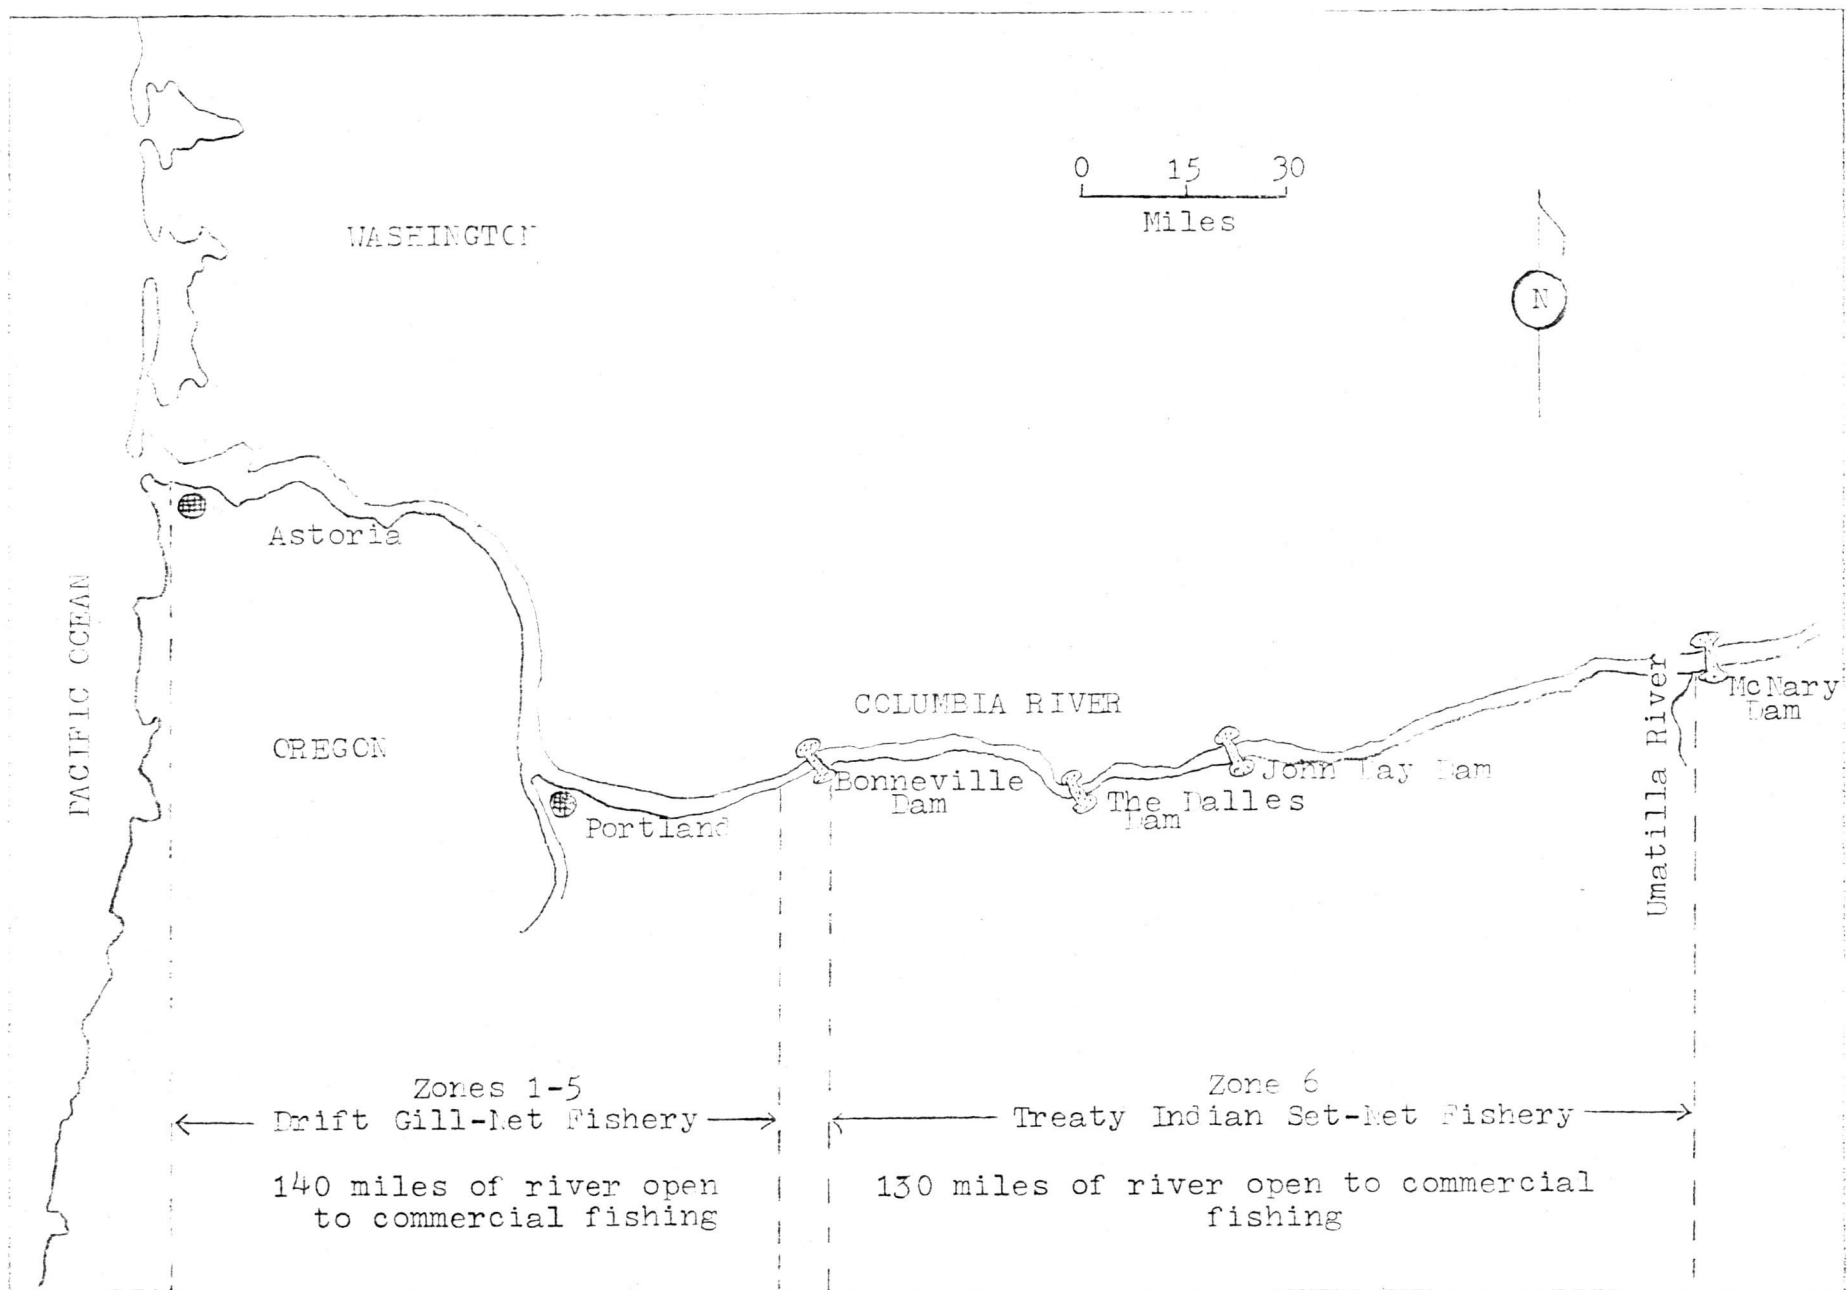 0 15 30
Miles
WASHINGTON
N
Astoria
PACIFIC OCEAN
OREGON
COLUMBIA RIVER
Portland
Bonneville
Dam
The Dalles
Dam
John Day Dam
Umatilla River
McNary
Dam
Zones 1-5
Drift Gill-Net Fishery
140 miles of river open
to commercial fishing
Zone 6
Treaty Indian Set-Net Fishery
130 miles of river open to commercial
fishing